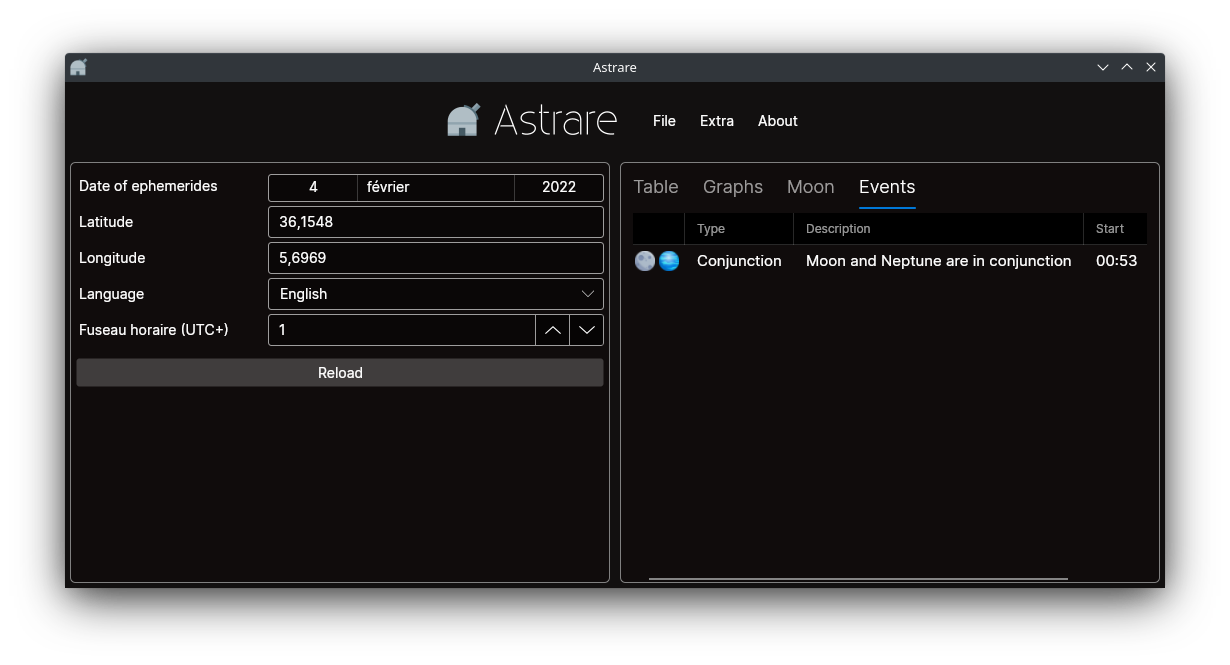 Astrare
Astrare File Extra About
Date of ephemerides 4 février 2022
Latitude 36,1548
Longitude 5,6969
Language English
Fuseau horaire (UTC+) 1
Reload
Table Graphs Moon Events
Type Description Start
Conjunction Moon and Neptune are in conjunction 00:53